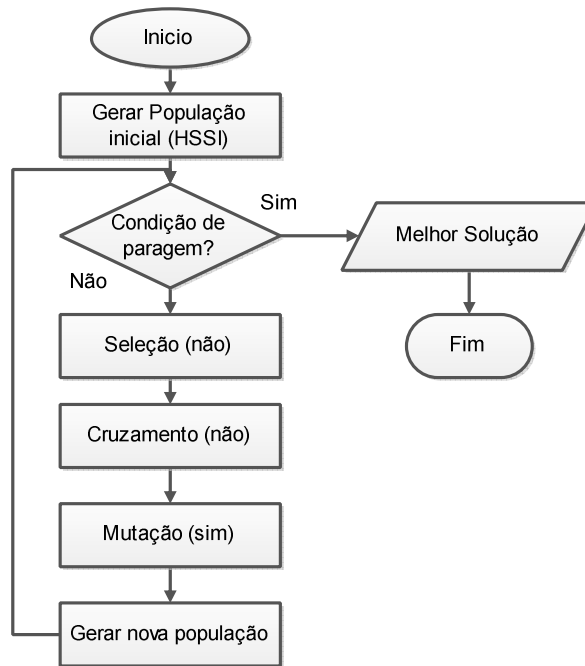 Inicio
Gerar População
inicial (HSSI)
Sim
Condição de
paragem?
Melhor Solução
Não
Seleção (não)
Fim
Cruzamento (não)
Mutação (sim)
Gerar nova população